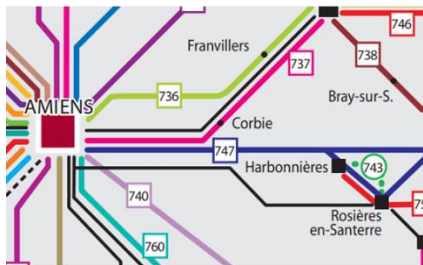 746
Franvillers
737
738
AMIENS
736
Bray-sur-S.
Corbie
747
Harbonnières
743
740
Rosières
en-Santerre
760